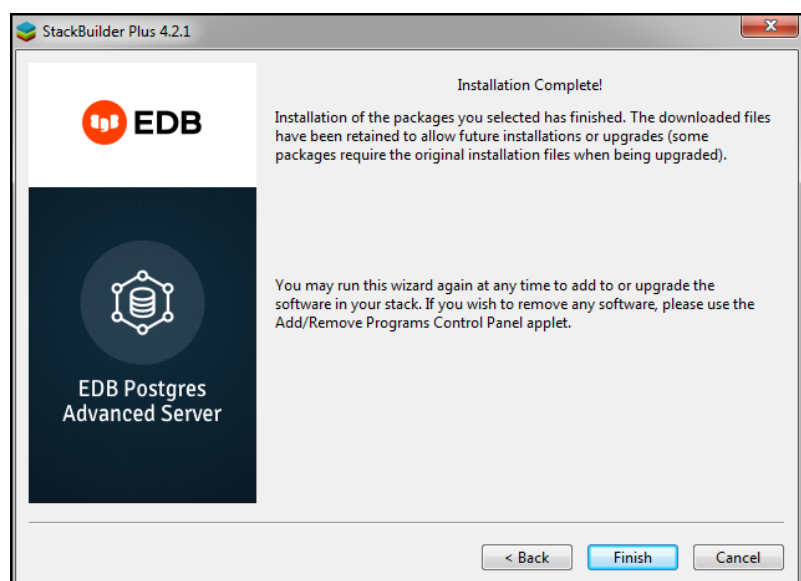 StackBuilder Plus 4.2.1
EDB
Installation Complete!
Installation of the packages you selected has finished. The downloaded files
have been retained to allow future installations or upgrades (some
packages require the original installation files when being upgraded).
You may run this wizard again at any time to add to or upgrade the
software in your stack. If you wish to remove any software, please use the
Add/Remove Programs Control Panel applet.
EDB Postgres
Advanced Server
< Back
Finish
Cancel